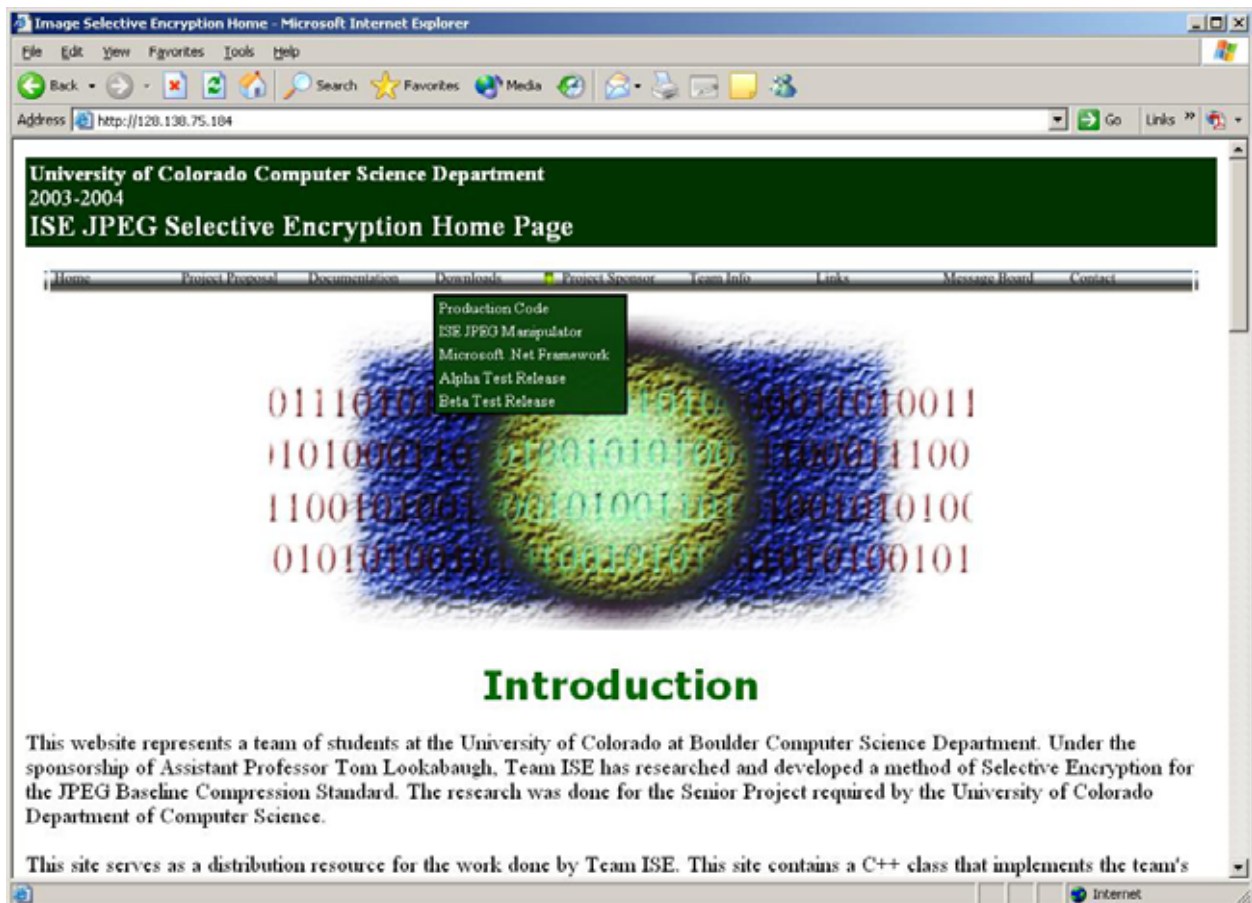 Image Selective Encryption Home - Microsoft Internet Explorer
File Edit View Favorites Tools Help
Back Search Favorites Media
Address http://128.138.75.184 Go Links »
University of Colorado Computer Science Department
2003-2004
ISE JPEG Selective Encryption Home Page
Home Project Proposal Documentation Downloads Project Sponsor Team Info Links Message Board Contact
Production Code
ISE JPEG Manipulator
Microsoft .Net Framework
Alpha Test Release
Beta Test Release
Introduction
This website represents a team of students at the University of Colorado at Boulder Computer Science Department. Under the
sponsorship of Assistant Professor Tom Lookabaugh, Team ISE has researched and developed a method of Selective Encryption for
the JPEG Baseline Compression Standard. The research was done for the Senior Project required by the University of Colorado
Department of Computer Science.
This site serves as a distribution resource for the work done by Team ISE. This site contains a C++ class that implements the team's
Internet